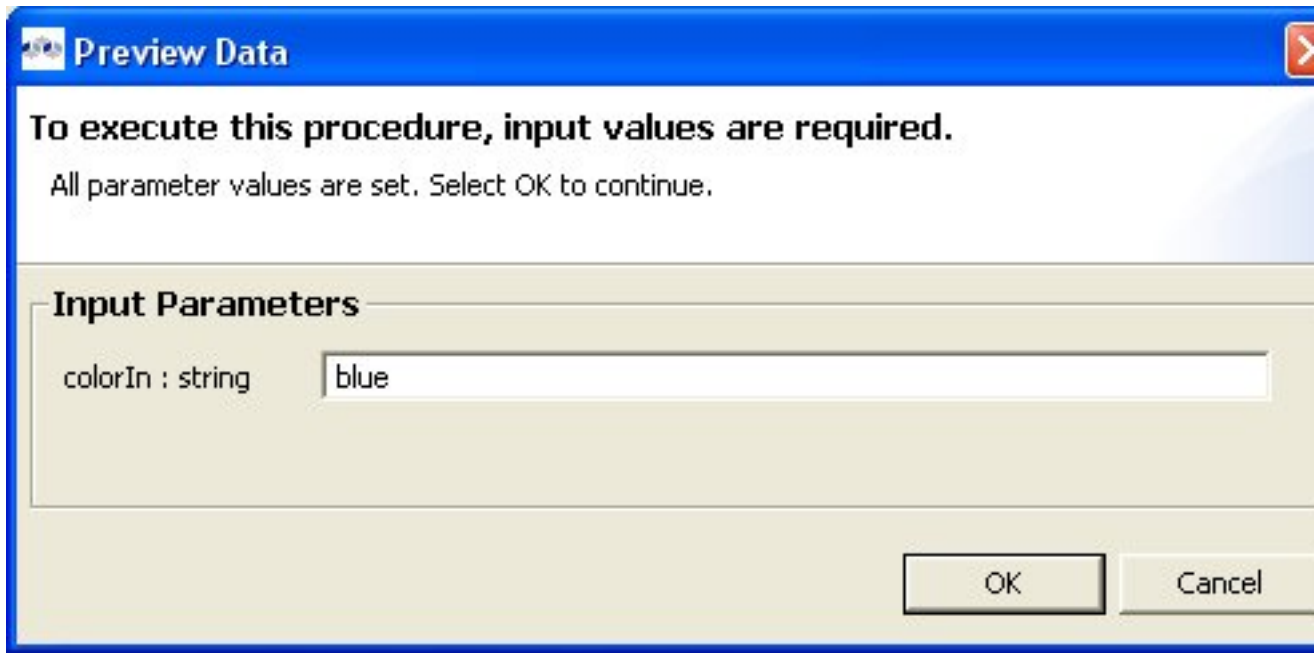 Preview Data
To execute this procedure, input values are required.
All parameter values are set. Select OK to continue.
Input Parameters
colorIn : string blue
OK Cancel